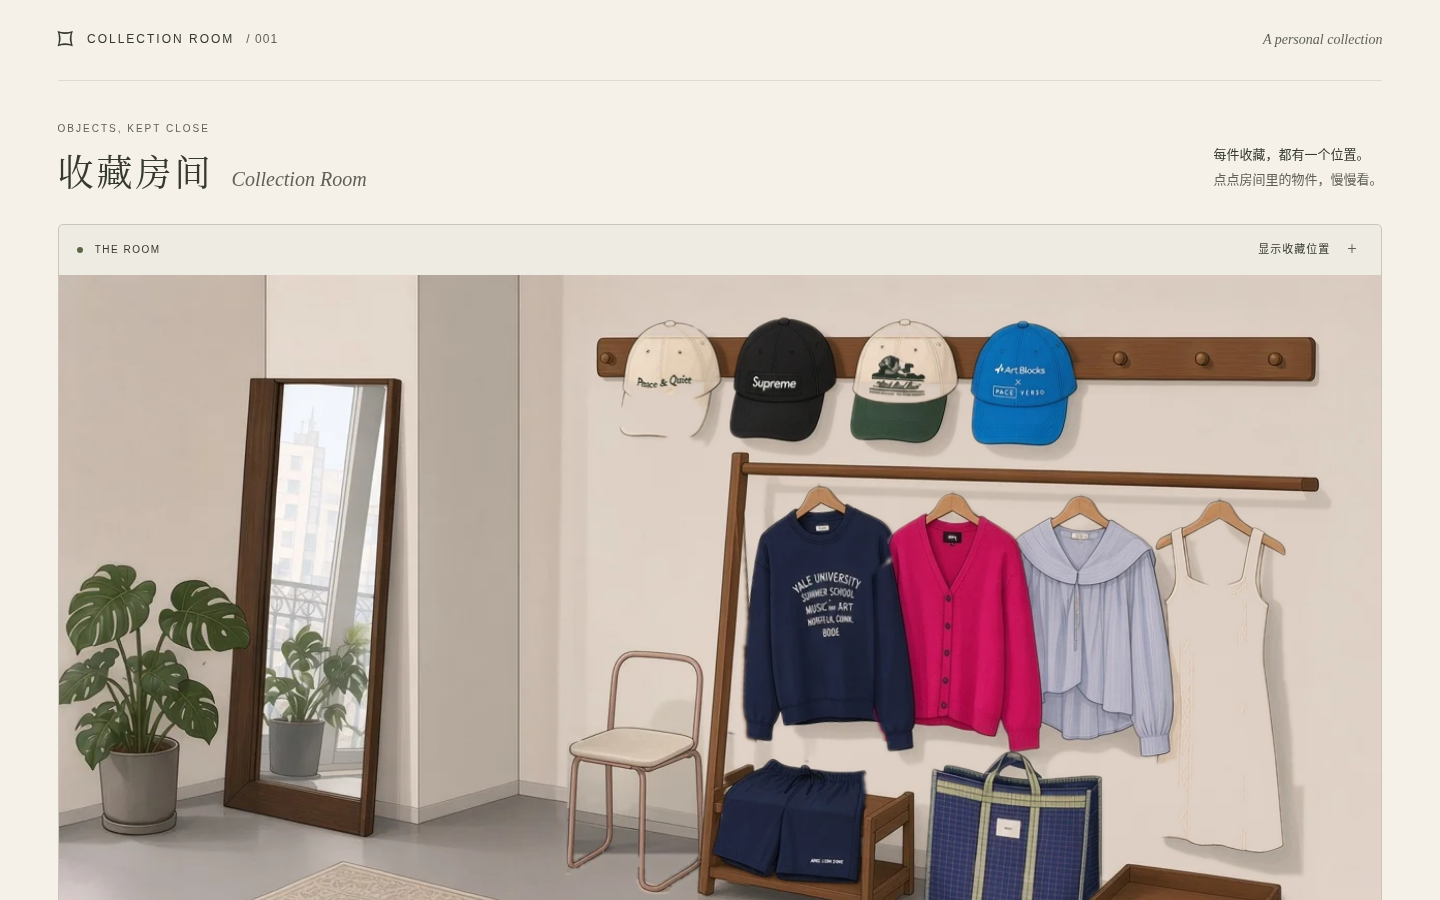 COLLECTION ROOM / 001
A personal collection
OBJECTS, KEPT CLOSE
收藏房间 Collection Room
每件收藏，都有一个位置。
点点房间里的物件，慢慢看。
THE ROOM
显示收藏位置 +
Peace & Quiet
Supreme
Art Blocks
×
PACE VERSO
YALE UNIVERSITY
SUMMER SCHOOL
MUSIC AND ART
NORFOLK, CONN.
BODE